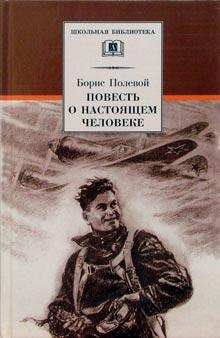 ШКОЛЬНАЯ БИБЛИОТЕКА
Борис Полевой
ПОВЕСТЬ
О НАСТОЯЩЕМ
ЧЕЛОВЕКЕ